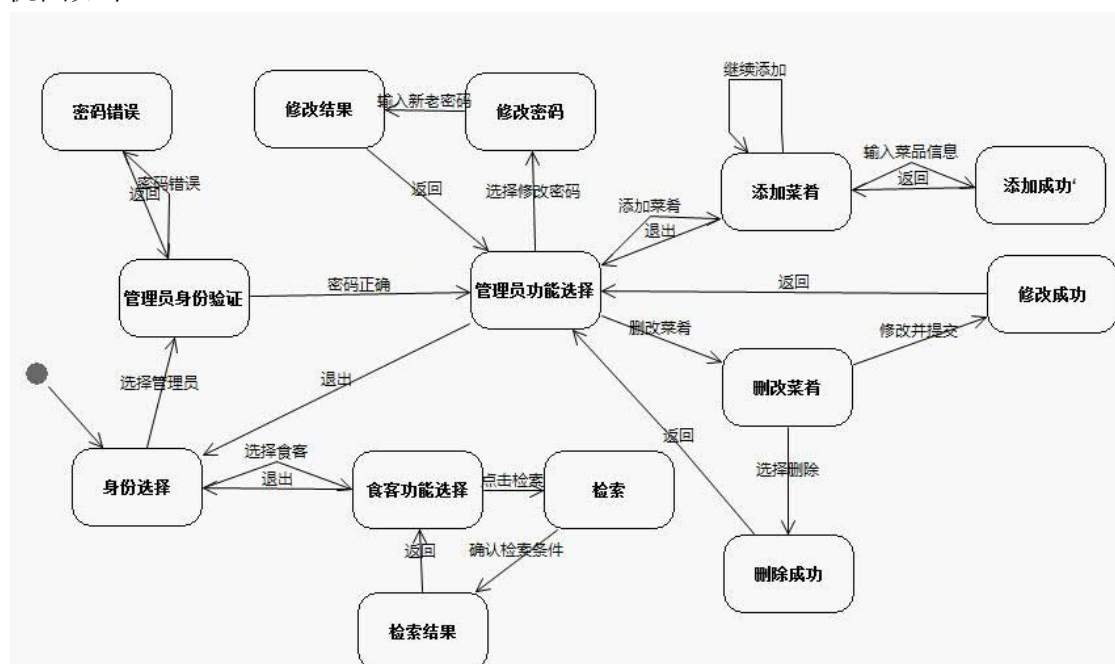 继续添加
密码错误
修改结果
输入新老密码
修改密码
输入菜品信息
返回
添加菜肴
添加成功‘
密码错误
返回
返回
选择修改密码
添加菜肴
退出
管理员身份验证
密码正确
管理员功能选择
返回
修改成功
删改菜肴
修改并提交
选择管理员
退出
删改菜肴
返回
选择食客
退出
选择删除
身份选择
食客功能选择
点击检索
检索
返回
确认检索条件
删除成功
检索结果